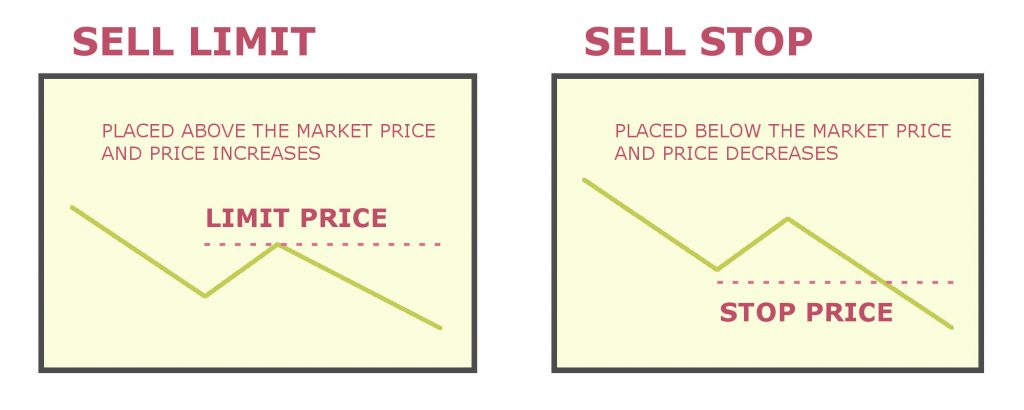 SELL LIMIT
PLACED ABOVE THE MARKET PRICE
AND PRICE INCREASES
LIMIT PRICE
SELL STOP
PLACED BELOW THE MARKET PRICE
AND PRICE DECREASES
STOP PRICE